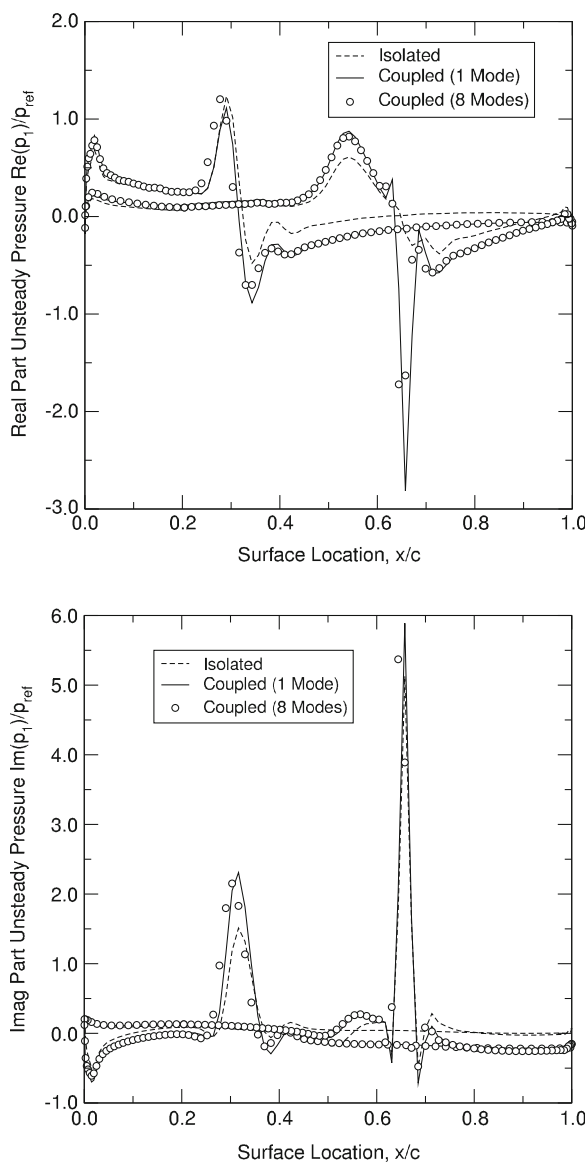 2.0
1.0
0.0
-1.0
-2.0
-3.0
Real Part Unsteady Pressure Re(p1)/pref
Isolated
Coupled (1 Mode)
Coupled (8 Modes)
0.0 0.2 0.4 0.6 0.8 1.0
Surface Location, x/c
6.0
5.0
4.0
3.0
2.0
1.0
0.0
-1.0
Imag Part Unsteady Pressure Im(p1)/pref
Isolated
Coupled (1 Mode)
Coupled (8 Modes)
0.0 0.2 0.4 0.6 0.8 1.0
Surface Location, x/c